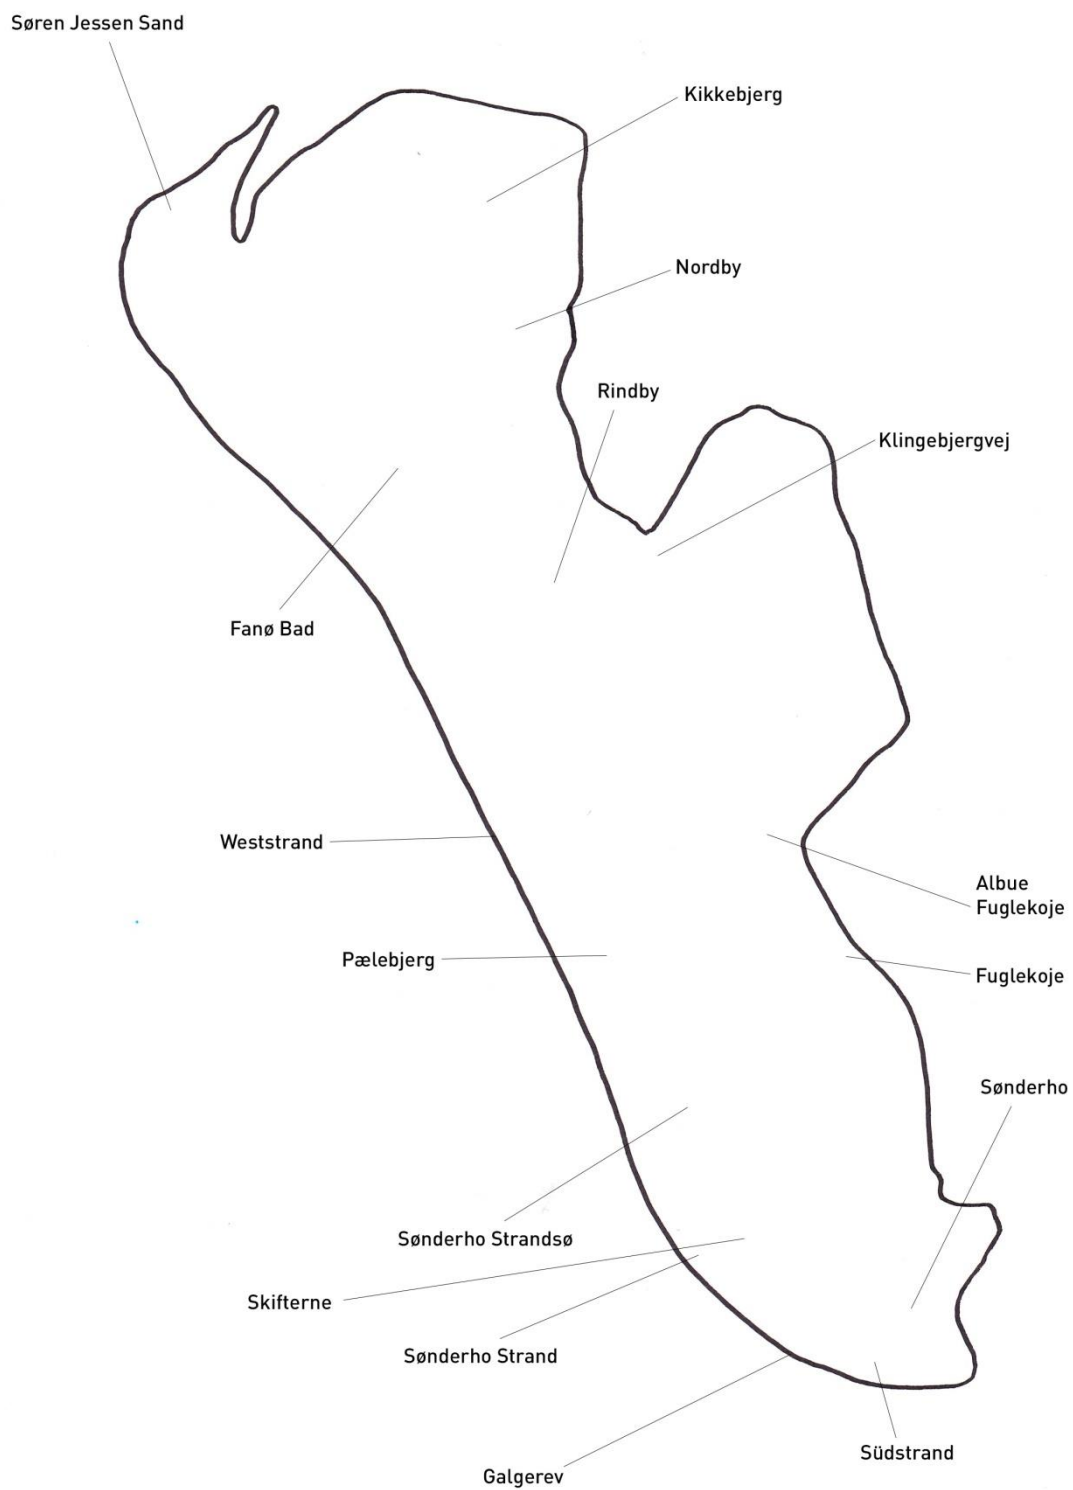 Søren Jessen Sand
Kikkebjerg
Nordby
Rindby
Klingebjergvej
Fanø Bad
Weststrand
Albue
Fuglekoje
Pælebjerg
Fuglekoje
Sønderho
Sønderho Strandsø
Skifterne
Sønderho Strand
Südstrand
Galgerev